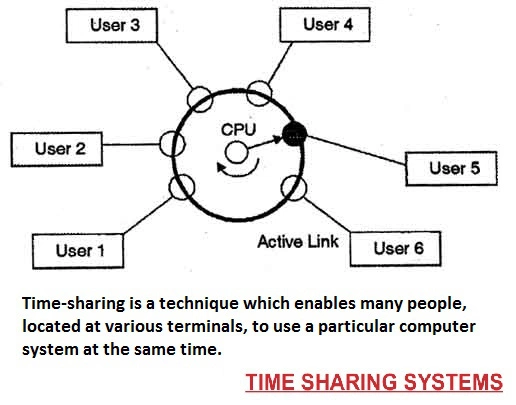 User 3
User 4
CPU
User 2
User 5
User 1
Active Link
User 6
Time-sharing is a technique which enables many people,
located at various terminals, to use a particular computer
system at the same time.
TIME SHARING SYSTEMS